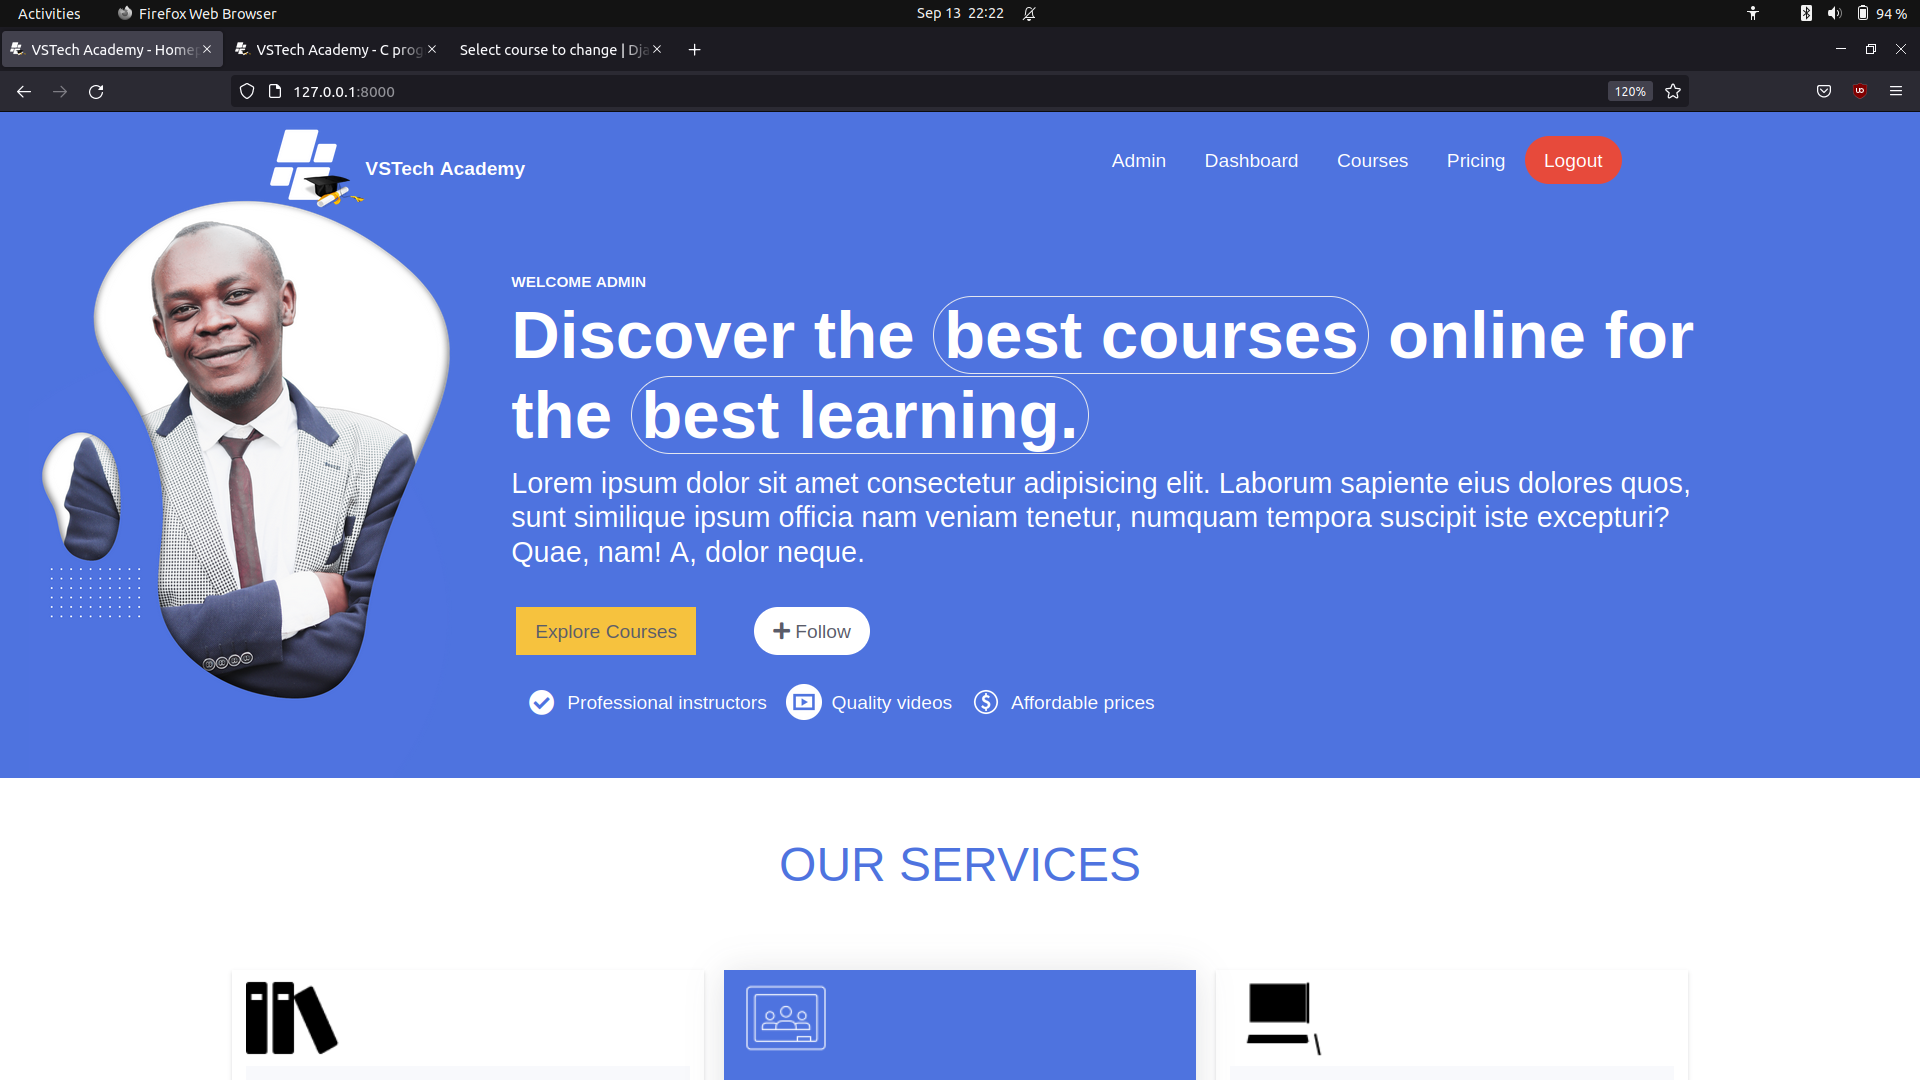 Activities
Firefox Web Browser
Sep 13 22:22
94 %
VSTech Academy - Home
VSTech Academy - C prog
Select course to change | Dja
127.0.0.1:8000
120%
VSTech Academy
Admin
Dashboard
Courses
Pricing
Logout
WELCOME ADMIN
Discover the best courses online for
the best learning.
Lorem ipsum dolor sit amet consectetur adipisicing elit. Laborum sapiente eius dolores quos,
sunt similique ipsum officia nam veniam tenetur, numquam tempora suscipit iste excepturi?
Quae, nam! A, dolor neque.
Explore Courses
Follow
Professional instructors
Quality videos
Affordable prices
OUR SERVICES